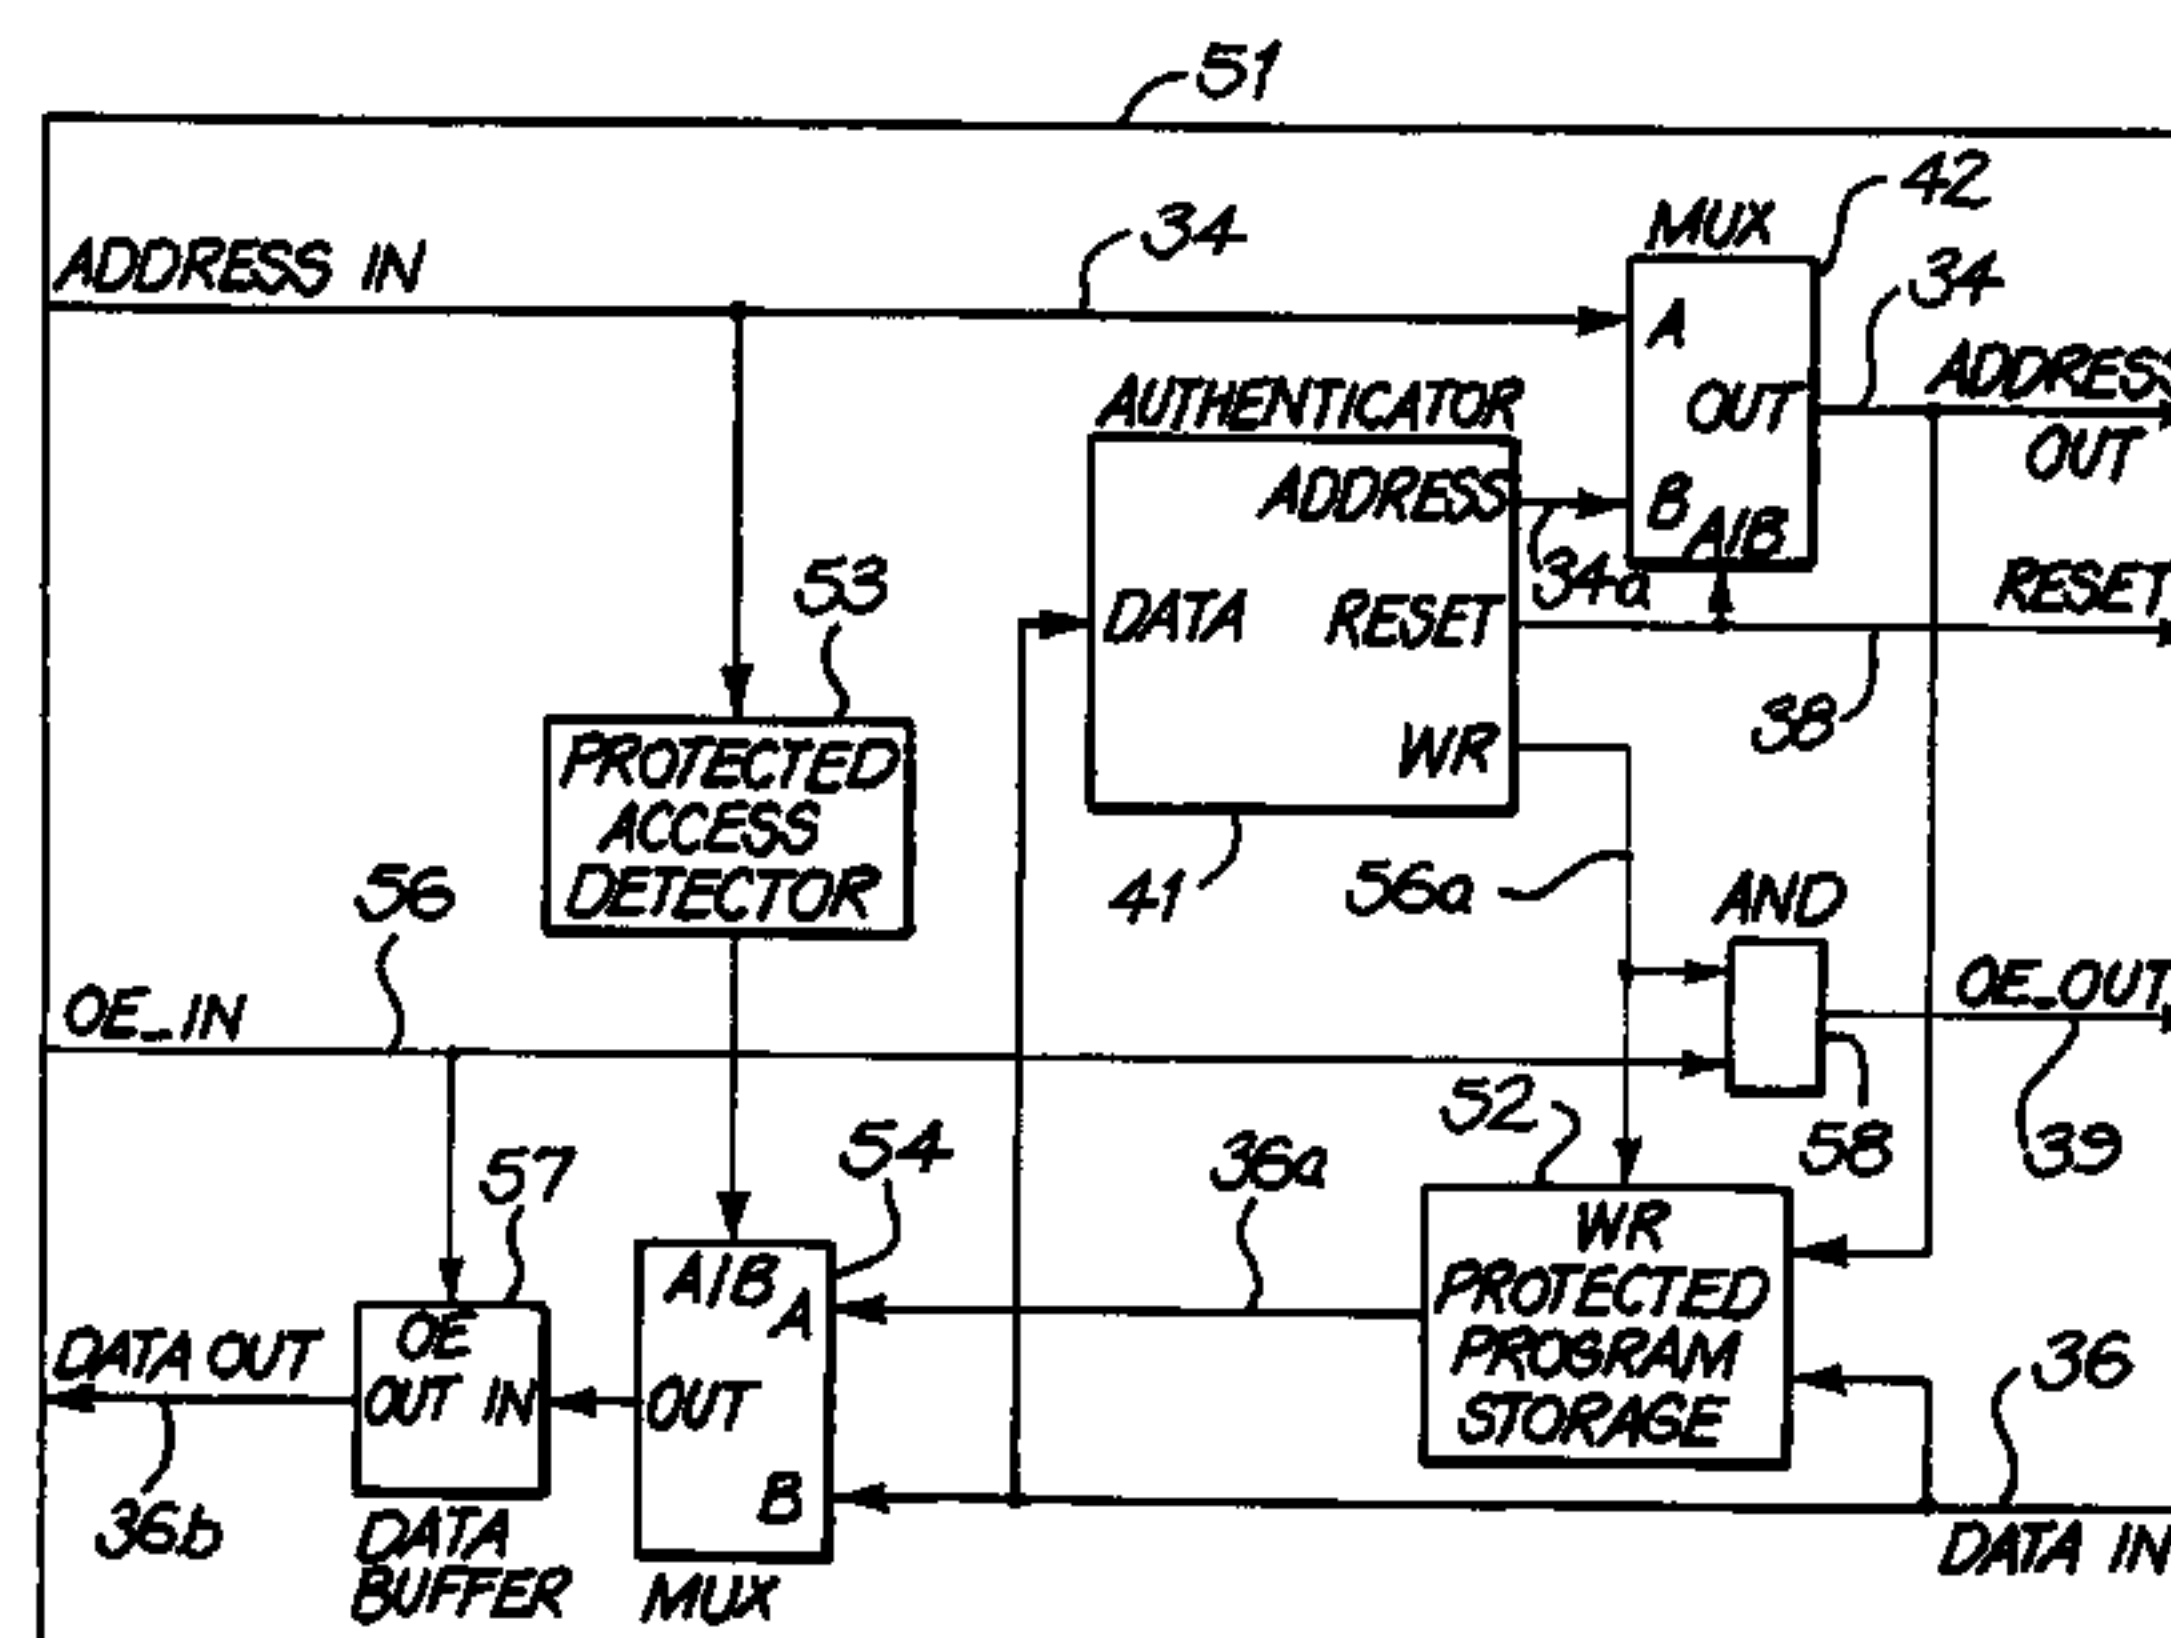 51
42
MUX
34
34
ADDRESS IN
A
ADDRESS
OUT
AUTHENTICATOR
OUT
ADDRESS
B
A/B
34a
53
RESET
DATA
RESET
38
PROTECTED
ACCESS
DETECTOR
WR
56
41
56a
AND
OE_IN
OE_OUT
52
58
39
54
36a
57
WR
A/B
A
PROTECTED
PROGRAM
STORAGE
OE
DATA OUT
OUT IN
OUT
36
B
36b
DATA
BUFFER
DATA IN
MUX